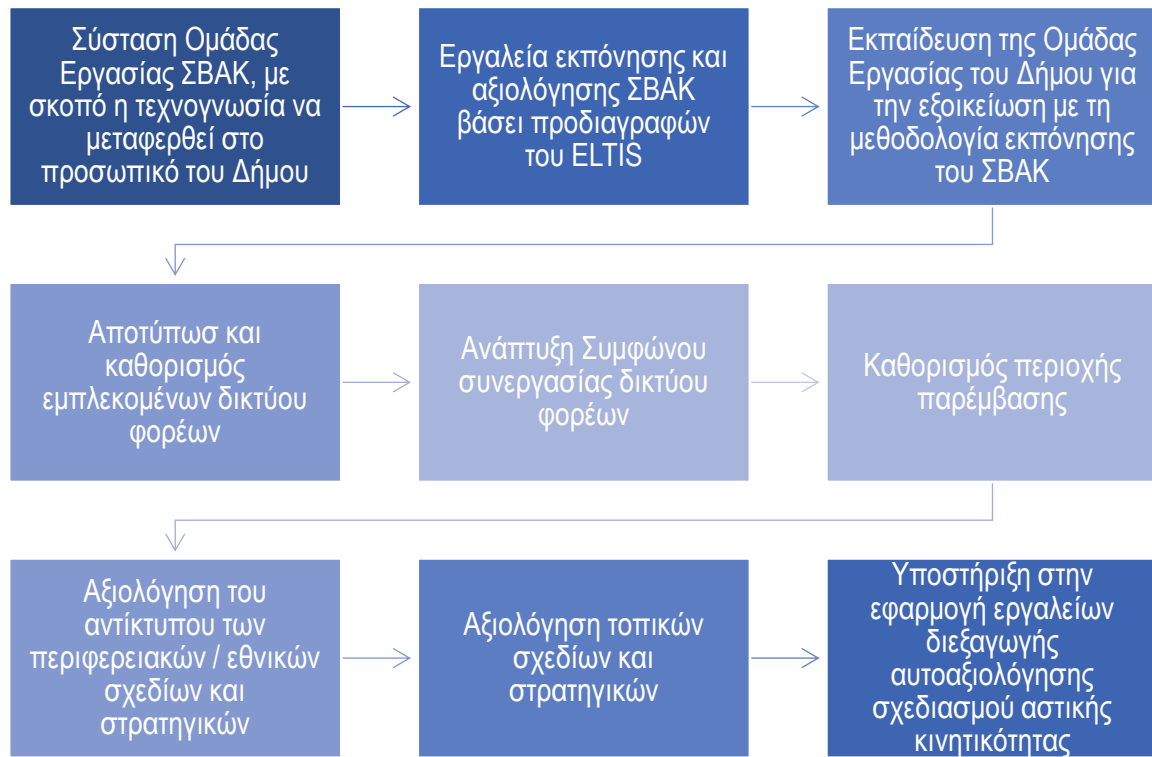 Σύσταση Ομάδας
Εργασίας ΣΒΑΚ, με
σκοπό η τεχνογνωσία να
μεταφερθεί στο
προσωπικό του Δήμου
Εργαλεία εκπόνησης και
αξιολόγησης ΣΒΑΚ
βάσει προδιαγραφών
του ELTIS
Εκπαίδευση της Ομάδας
Εργασίας του Δήμου για
την εξοικείωση με τη
μεθοδολογία εκπόνησης
του ΣΒΑΚ
Αποτύπωσ και
καθορισμός
εμπλεκομένων δικτύου
φορέων
Ανάπτυξη Συμφώνου
συνεργασίας δικτύου
φορέων
Καθορισμός περιοχής
παρέμβασης
Αξιολόγηση του
αντίκτυπου των
περιφερειακών / εθνικών
σχεδίων και
στρατηγικών
Αξιολόγηση τοπικών
σχεδίων και
στρατηγικών
Υποστήριξη στην
εφαρμογή εργαλείων
διεξαγωγής
αυτοαξιολόγησης
σχεδιασμού αστικής
κινητικότητας